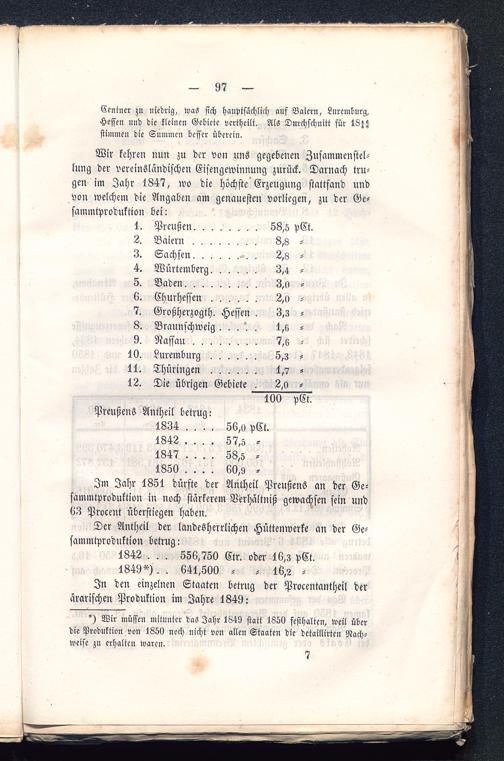 — 97 —
Centner zu niedrig, was sich hauptsächlich auf Baiern, Luxemburg,
Hessen und die kleinen Gebiete vertheilt. Als Durchschnitt für
stimmen die Summen besser überein.
Wir kehren nun zu der von uns gegebenen Zusammenstel-
lung der vereinsländischen Eisengewinnung zurück. Darnach tru-
gen im Jahr 1847, wo die höchste Erzeugung stattfand und
von welchem die Angaben am genauesten vorliegen, zu der Ge-
sammtproduktion bei:
1. Preußen . . . . . . . . 58,5 pCt.
2. Baiern . . . . . . . . 8,8 „
3. Sachsen . . . . . . . . 2,8 „
4. Würtemberg . . . . . . 3,4 „
5. Baden . . . . . . . . 3,0 „
6. Churhessen . . . . . . 2,0 „
7. Großherzogth. Hessen 3,3 „
8. Braunschweig . . . . . 1,6 „
9. Nassau . . . . . . . . 7,6 „
10. Luxemburg . . . . . . 5,3 „
11. Thüringen . . . . . . 1,7 „
12. Die übrigen Gebiete 2,0 „
100 pCt.
Preußens Antheil betrug:
1834 . . . . 56,0 pCt.
1842 . . . . 57,5 „
1847 . . . . 58,5 „
1850 . . . . 60,9 „
Im Jahr 1851 dürfte der Antheil Preußens an der Ge-
sammtproduktion in noch stärkerem Verhältniß gewachsen sein und
63 Procent überstiegen haben.
Der Antheil der landesherrlichen Hüttenwerke an der Ge-
sammtproduktion betrug:
1842 . . . 556,750 Ctr. oder 16,3 pCt.
1849*) . . 641,500 „ „ 16,2 „
In den einzelnen Staaten betrug der Procentantheil der
ärarischen Produktion im Jahre 1849:
*) Wir müssen mitunter das Jahr 1849 statt 1850 festhalten, weil über
die Produktion von 1850 noch nicht von allen Staaten die detaillirten Nach-
weise zu erhalten waren.
7